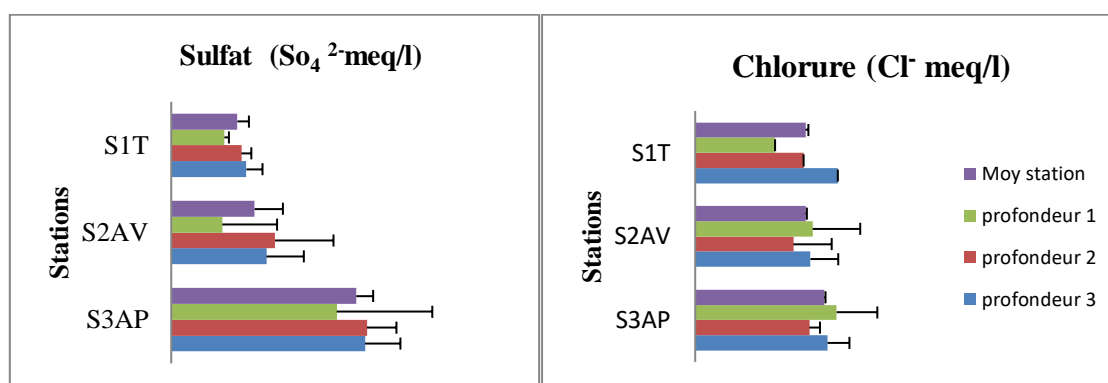 Sulfat (So₄ ²⁻meq/l)
S1T
S2AV
S3AP
Stations
Chlorure (Cl⁻ meq/l)
S1T
S2AV
S3AP
Stations
Moy station
profondeur 1
profondeur 2
profondeur 3